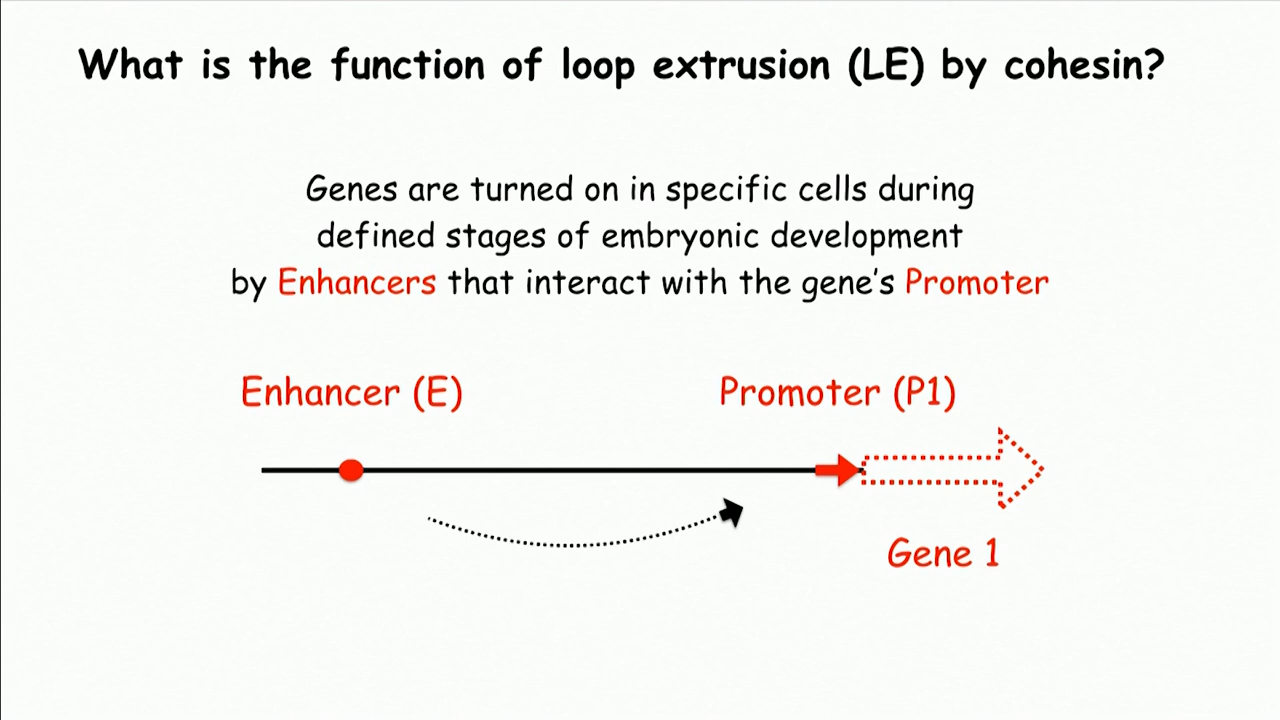 What is the function of loop extrusion (LE) by cohesin?
Genes are turned on in specific cells during
defined stages of embryonic development
by Enhancers that interact with the gene’s Promoter
Enhancer (E)
Promoter (P1)
Gene 1